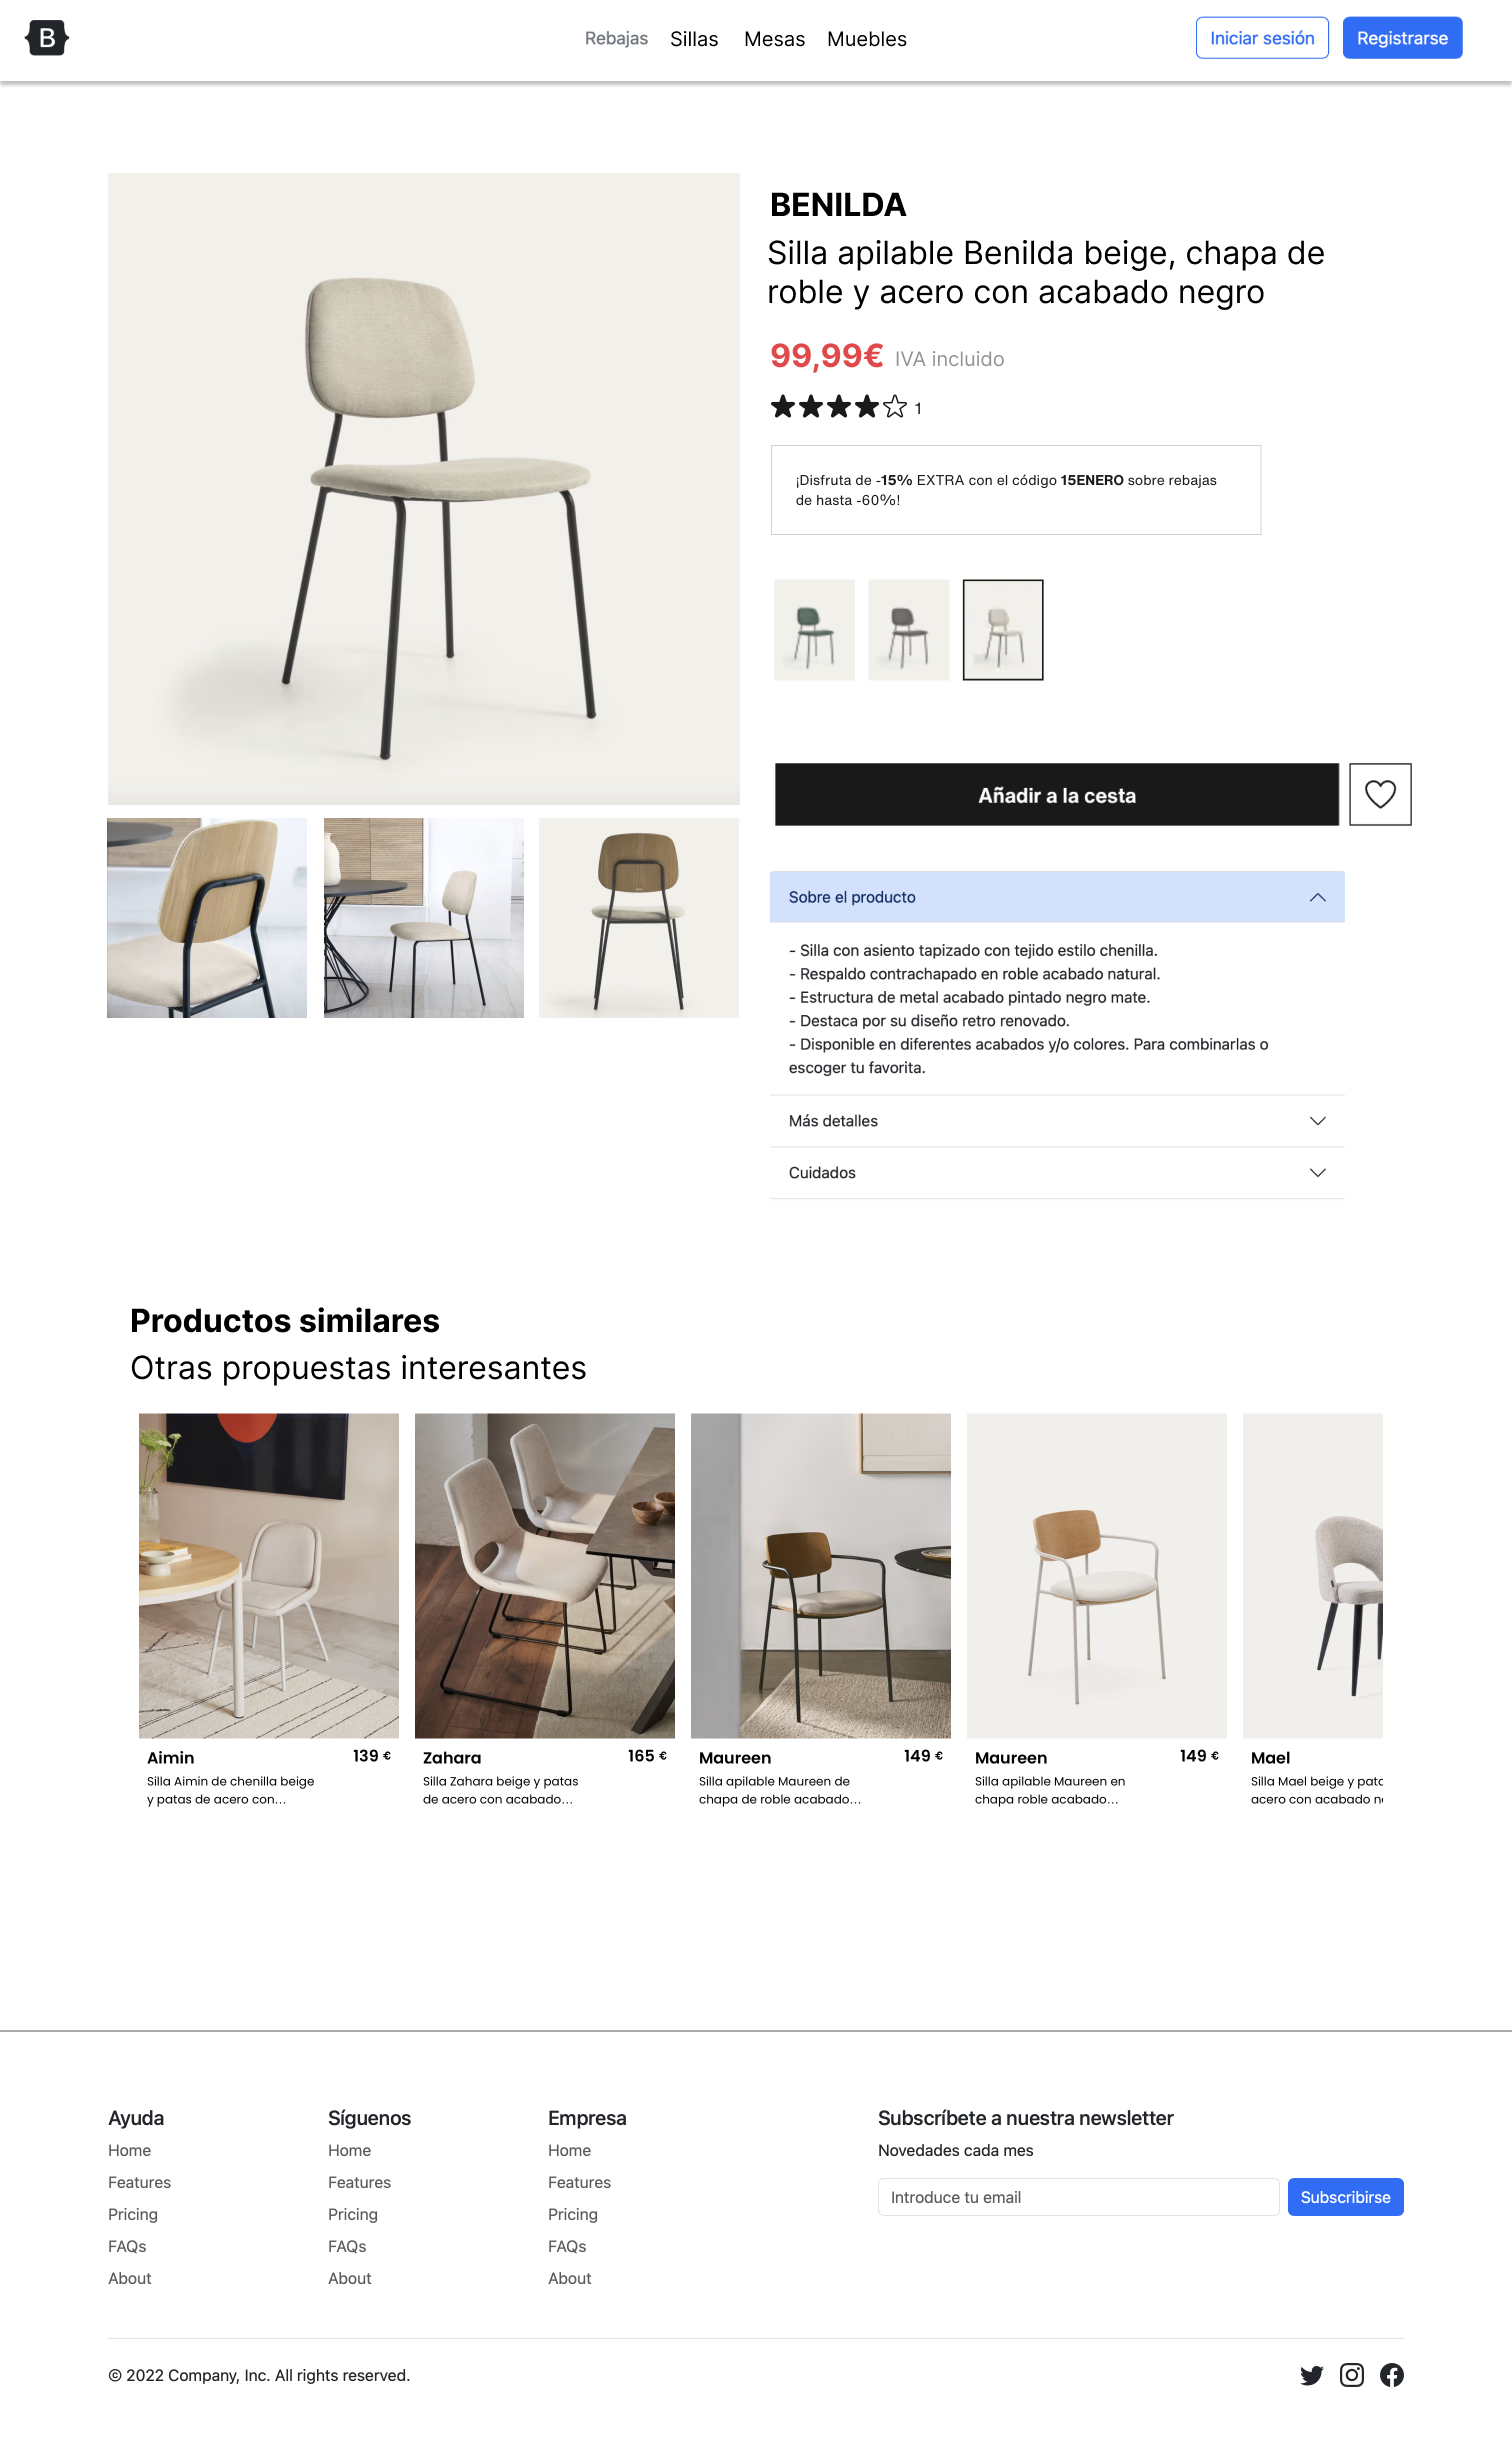 B
Rebajas Sillas Mesas Muebles
Iniciar sesión Registrarse
BENILDA
Silla apilable Benilda beige, chapa de
roble y acero con acabado negro
99,99€ IVA incluido
1
¡Disfruta de -15% EXTRA con el código 15ENERO sobre rebajas
de hasta -60%!
Añadir a la cesta
Sobre el producto
- Silla con asiento tapizado con tejido estilo chenilla.
- Respaldo contrachapado en roble acabado natural.
- Estructura de metal acabado pintado negro mate.
- Destaca por su diseño retro renovado.
- Disponible en diferentes acabados y/o colores. Para combinarlas o
escoger tu favorita.
Más detalles
Cuidados
Productos similares
Otras propuestas interesantes
Aimin 139 €
Silla Aimin de chenilla beige
y patas de acero con...
Zahara 165 €
Silla Zahara beige y patas
de acero con acabado...
Maureen 149 €
Silla apilable Maureen de
chapa de roble acabado...
Maureen 149 €
Silla apilable Maureen en
chapa roble acabado...
Mael
Silla Mael beige y
acero con acabado
Ayuda
Home
Features
Pricing
FAQs
About
Síguenos
Home
Features
Pricing
FAQs
About
Empresa
Home
Features
Pricing
FAQs
About
Subscríbete a nuestra newsletter
Novedades cada mes
Introduce tu email Subscribirse
© 2022 Company, Inc. All rights reserved.